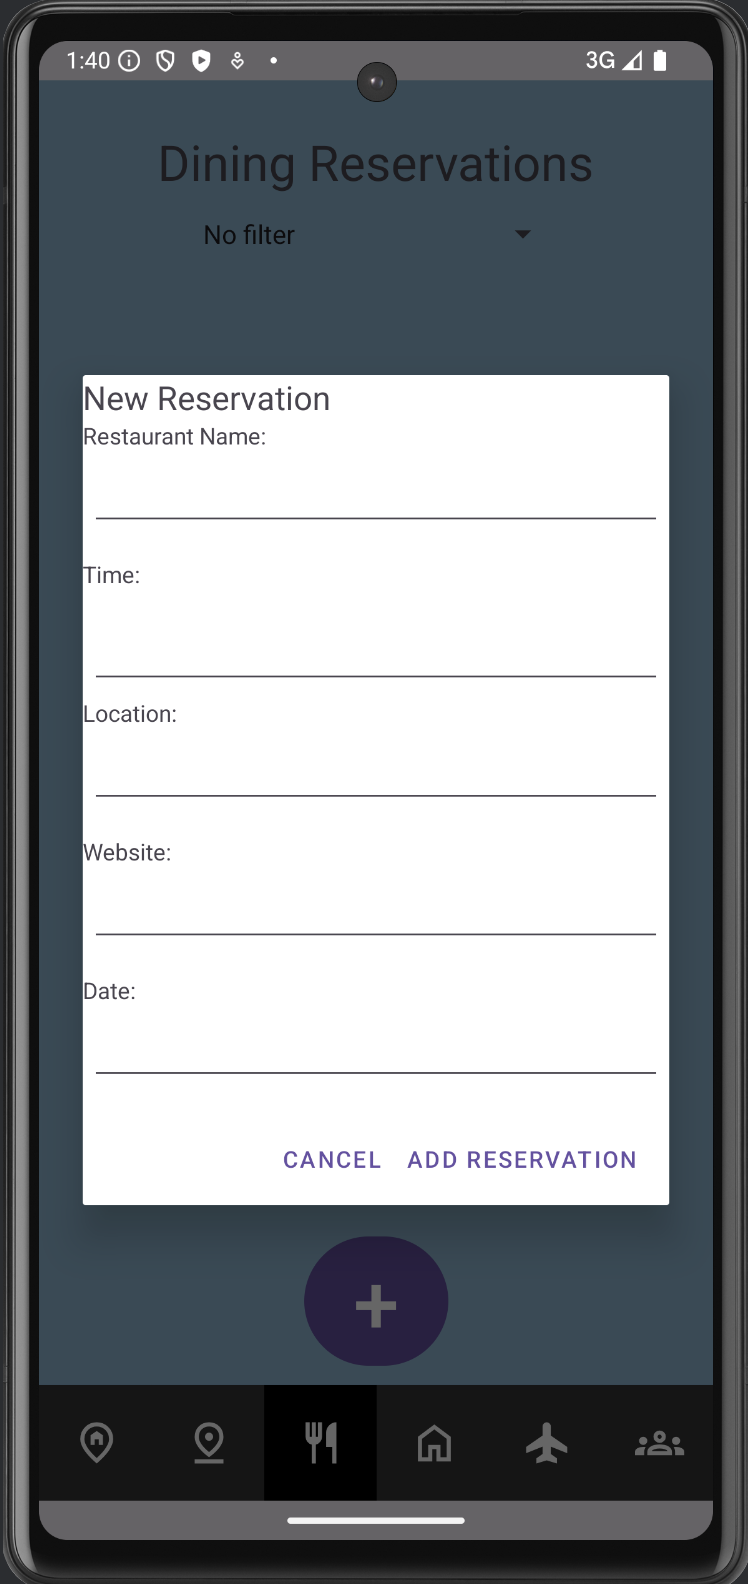 1:40
3G
Dining Reservations
No filter
New Reservation
Restaurant Name:
Time:
Location:
Website:
Date:
CANCEL ADD RESERVATION
+